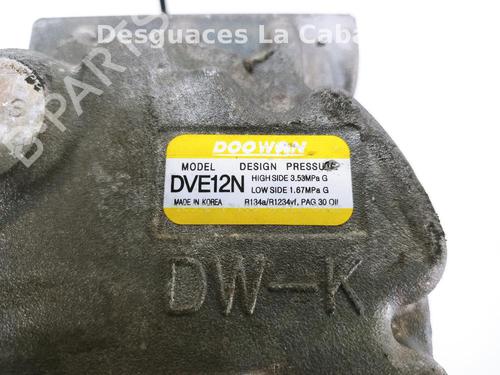 Desguaces La Caba
B-PARTS
DOOWON
MODEL DESIGN PRESSURE
DVE12N HIGH SIDE 3.53MPa G
LOW SIDE 1.67MPa G
MADE IN KOREA R134a/R1234yf, PAG 30 Oil
DW-K